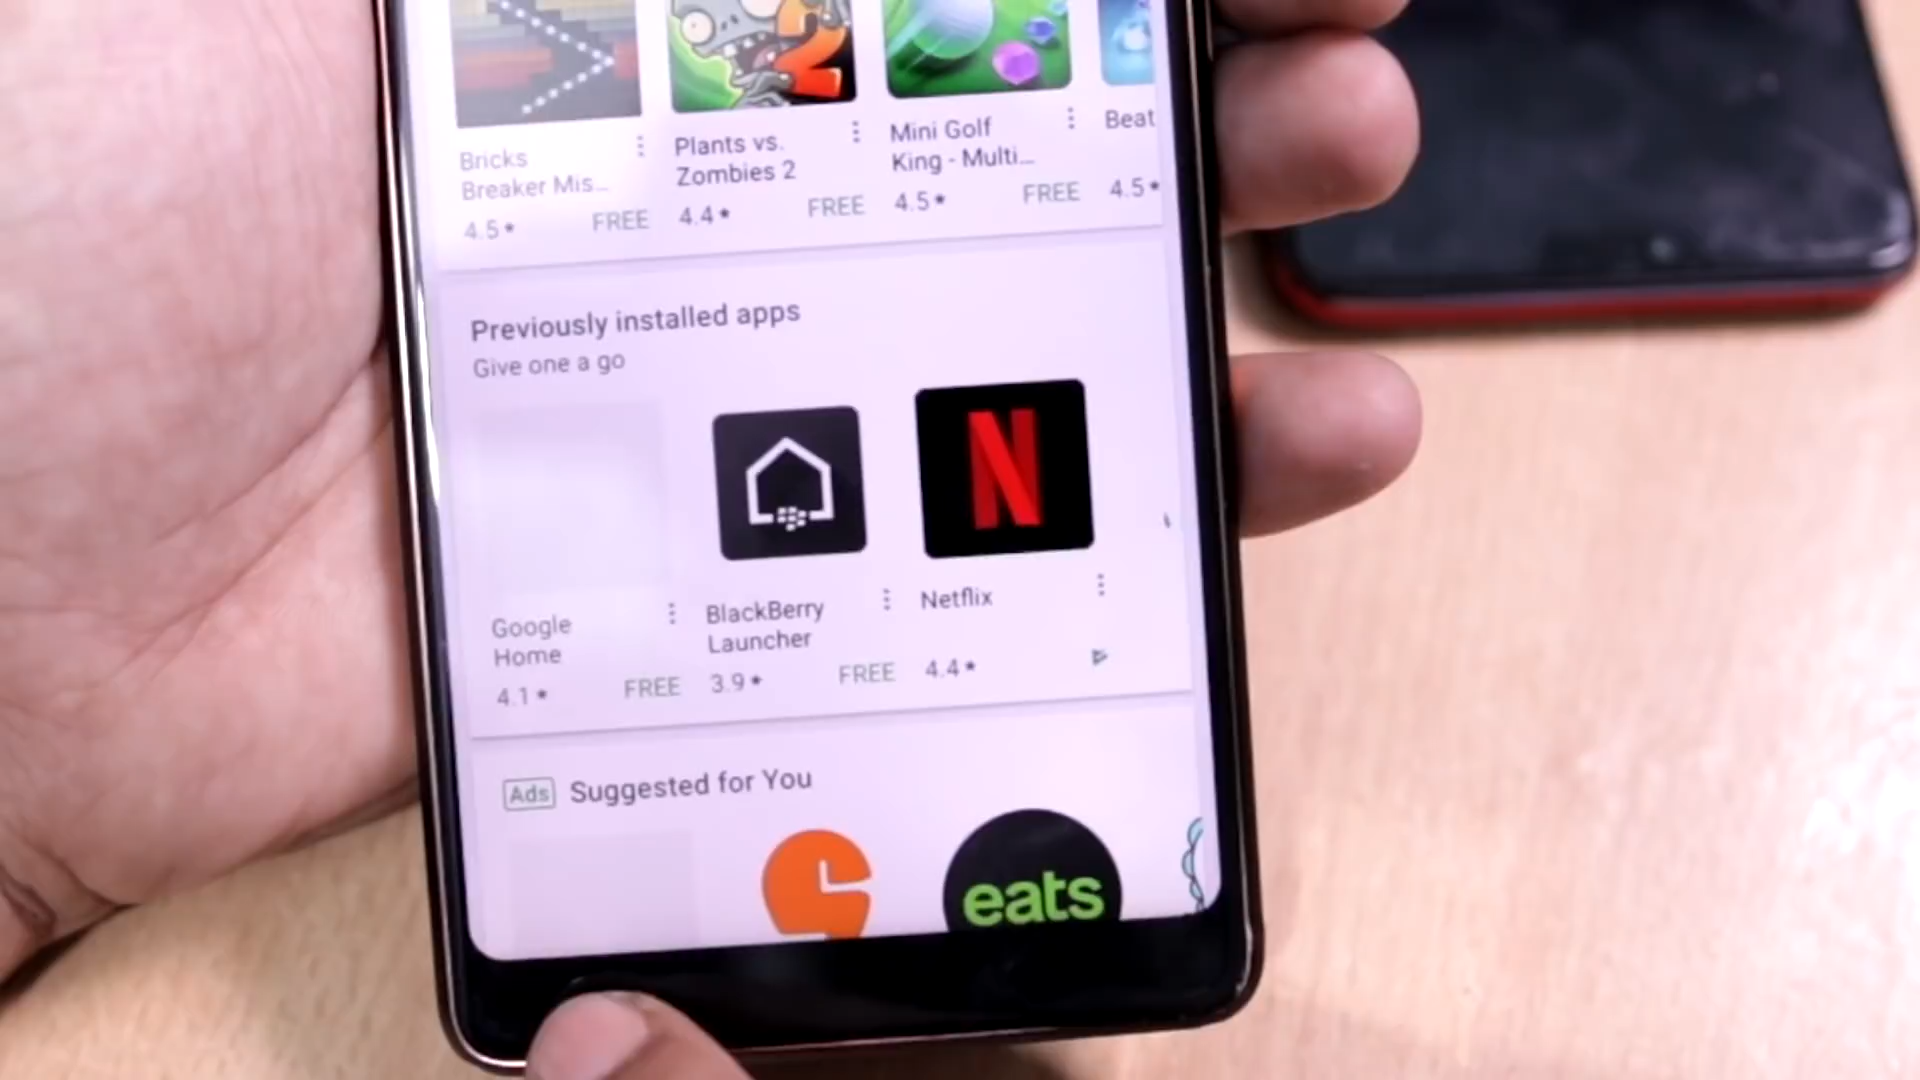 Bricks
Breaker Mis...
4.5★ FREE
Plants vs.
Zombies 2
4.4★ FREE
Mini Golf
King - Multi...
4.5★ FREE
Beat
4.5★
Previously installed apps
Give one a go
N
Google
Home
4.1★ FREE
BlackBerry
Launcher
3.9★ FREE
Netflix
4.4★
Ads Suggested for You
eats